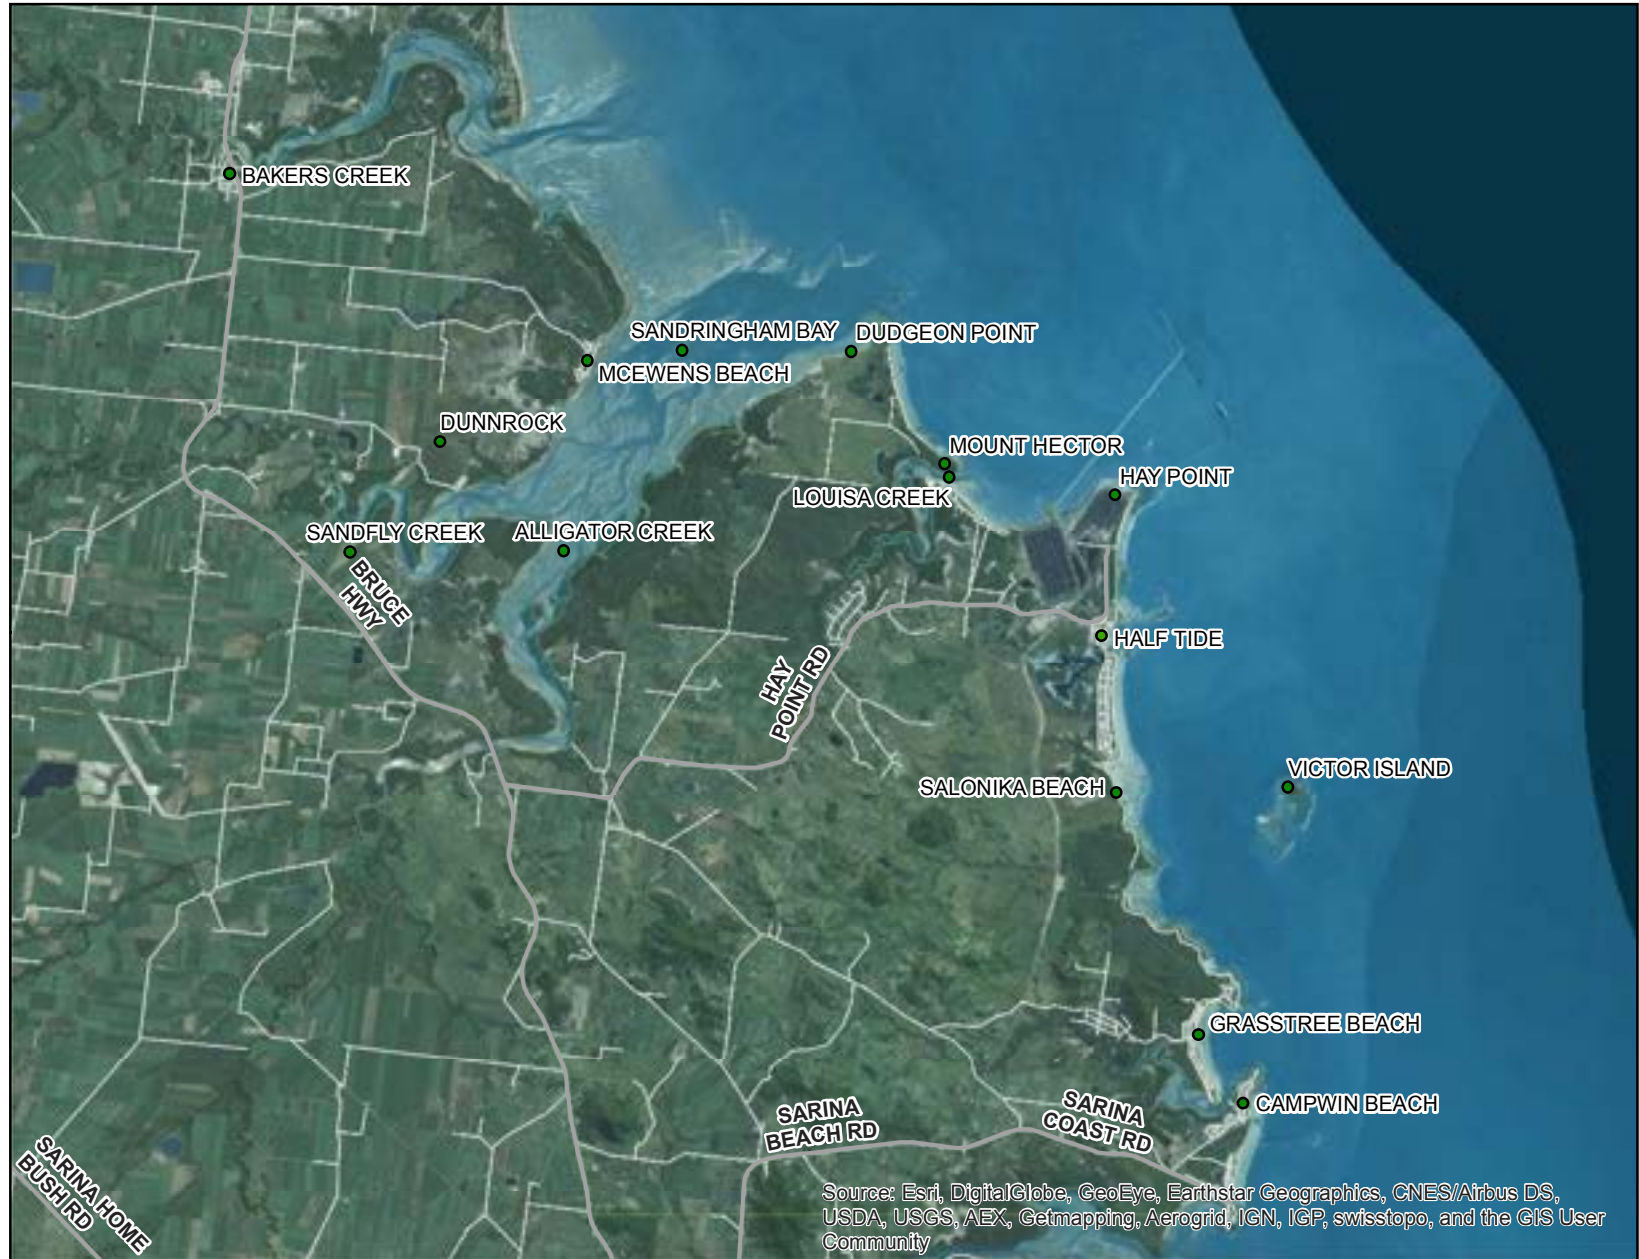 BAKERS CREEK
SANDRINGHAM BAY
DUDGEON POINT
MCEWENS BEACH
DUNNROCK
MOUNT HECTOR
HAY POINT
LOUISA CREEK
SANDFLY CREEK
ALLIGATOR CREEK
BRUCE
HWY
HALF TIDE
HAY
POINT RD
VICTOR ISLAND
SALONIKA BEACH
GRASSTREE BEACH
CAMPWIN BEACH
SARINA
BEACH RD
SARINA
COAST RD
SARINA HOME
BUSH RD
Source: Esri, DigitalGlobe, GeoEye, Earthstar Geographics, CNES/Airbus DS,
USDA, USGS, AEX, Getmapping, Aerogrid, IGN, IGP, swisstopo, and the GIS User
Community